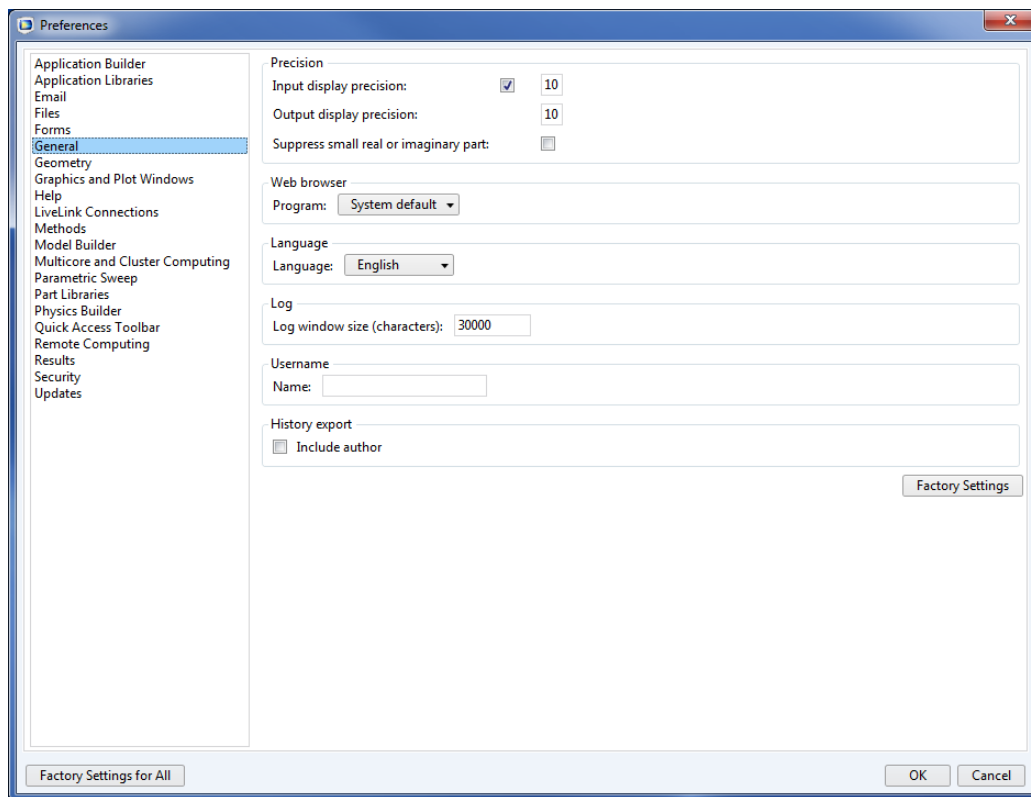 Preferences
Application Builder
Application Libraries
Email
Files
Forms
General
Geometry
Graphics and Plot Windows
Help
LiveLink Connections
Methods
Model Builder
Multicore and Cluster Computing
Parametric Sweep
Part Libraries
Physics Builder
Quick Access Toolbar
Remote Computing
Results
Security
Updates
Precision
Input display precision: 10
Output display precision: 10
Suppress small real or imaginary part:
Web browser
Program: System default
Language
Language: English
Log
Log window size (characters): 30000
Username
Name:
History export
Include author
Factory Settings
Factory Settings for All OK Cancel